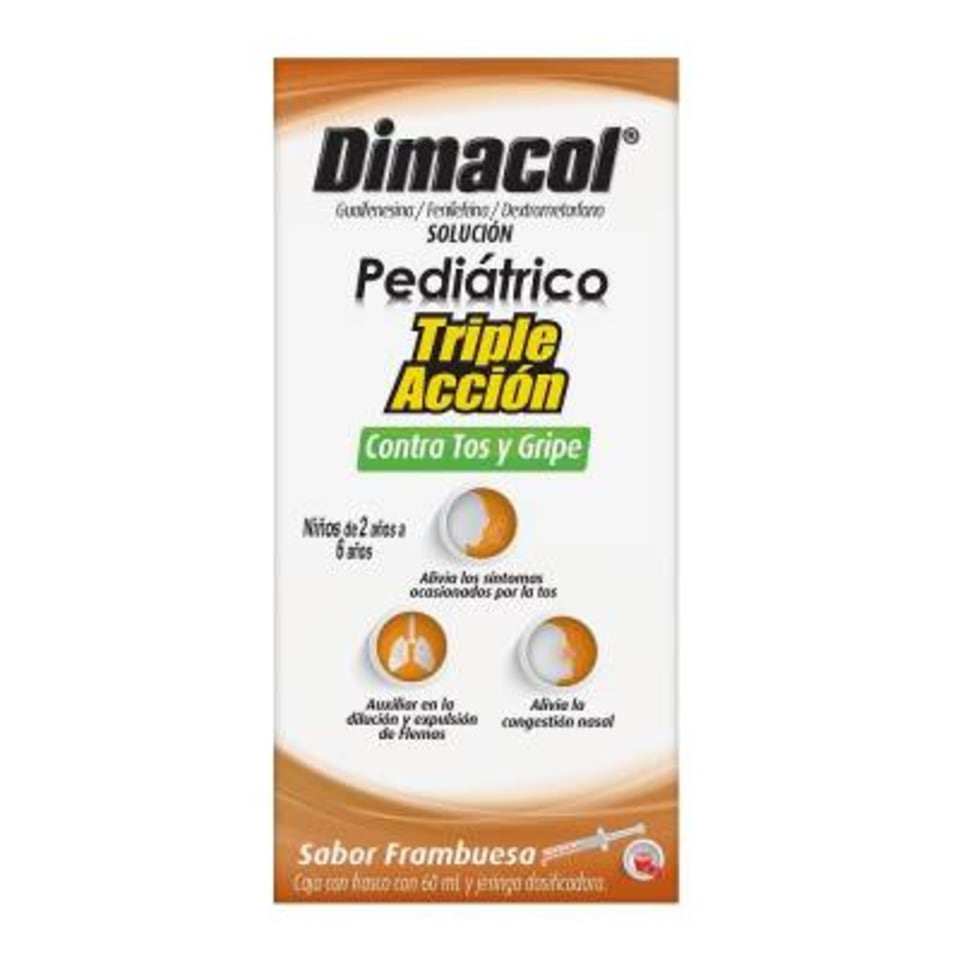 Dimacol®
Guaifenesina / Fenilefrina / Dextrometorfano
SOLUCIÓN
Pediátrico
Triple
Acción
Contra Tos y Gripe
Niños de 2 años a
6 años
Alivia los síntomas
ocasionados por la tos
Auxiliar en la
dilución y expulsión
de Flemas
Alivia la
congestión nasal
Sabor Frambuesa
Caja con frasco con 60 mL y jeringa dosificadora.